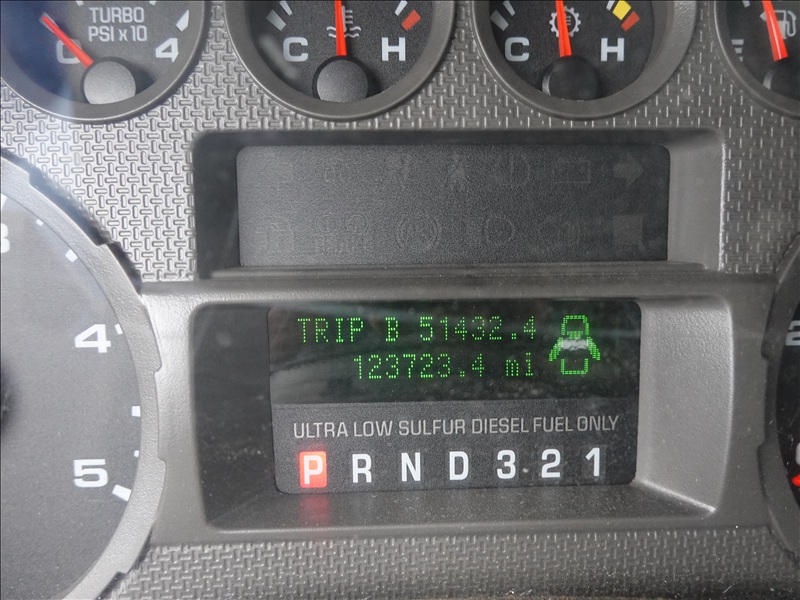 TURBO
PSI x 10
0 4
C H
C H
TRIP B 51432.4
123723.4 mi
ULTRA LOW SULFUR DIESEL FUEL ONLY
P R N D 3 2 1
4
5